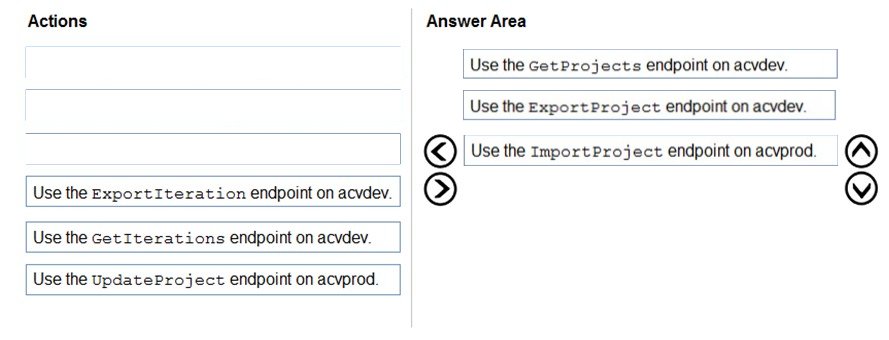 Actions
Use the ExportIteration endpoint on acvdev.
Use the GetIterations endpoint on acvdev.
Use the UpdateProject endpoint on acvprod.
Answer Area
Use the GetProjects endpoint on acvdev.
Use the ExportProject endpoint on acvdev.
Use the ImportProject endpoint on acvprod.